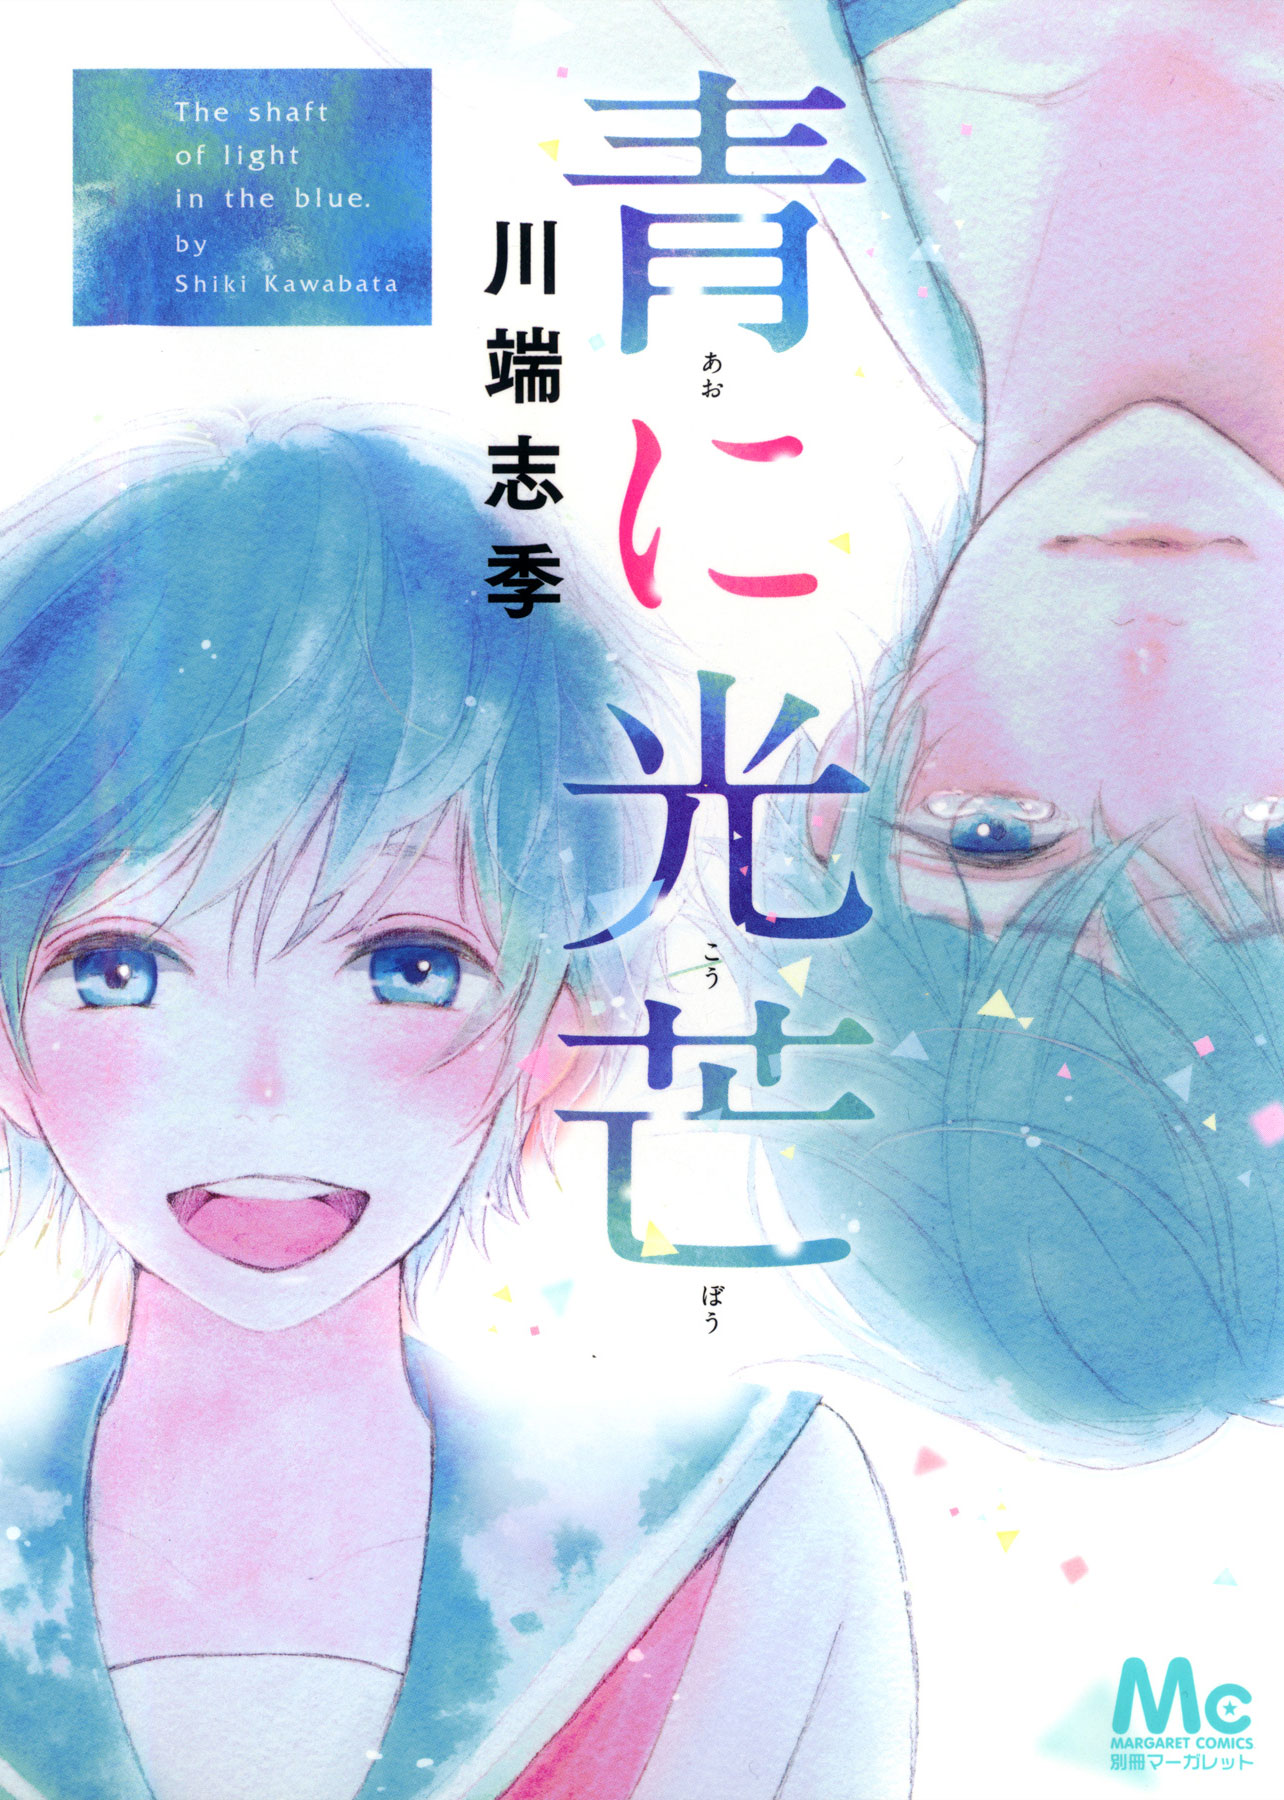 The shaft
of light
in the blue.
by
Shiki Kawabata
青に光芒
あお
こう
ぼう
川端志季
Mc
MARGARET COMICS
別冊マーガレット